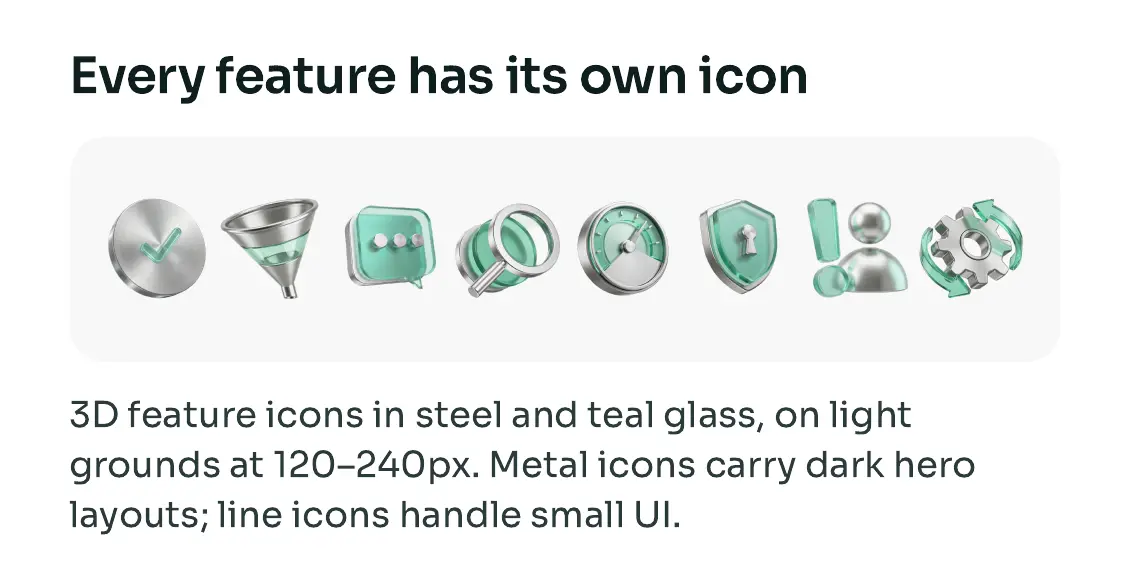 Every feature has its own icon
3D feature icons in steel and teal glass, on light
grounds at 120–240px. Metal icons carry dark hero
layouts; line icons handle small UI.